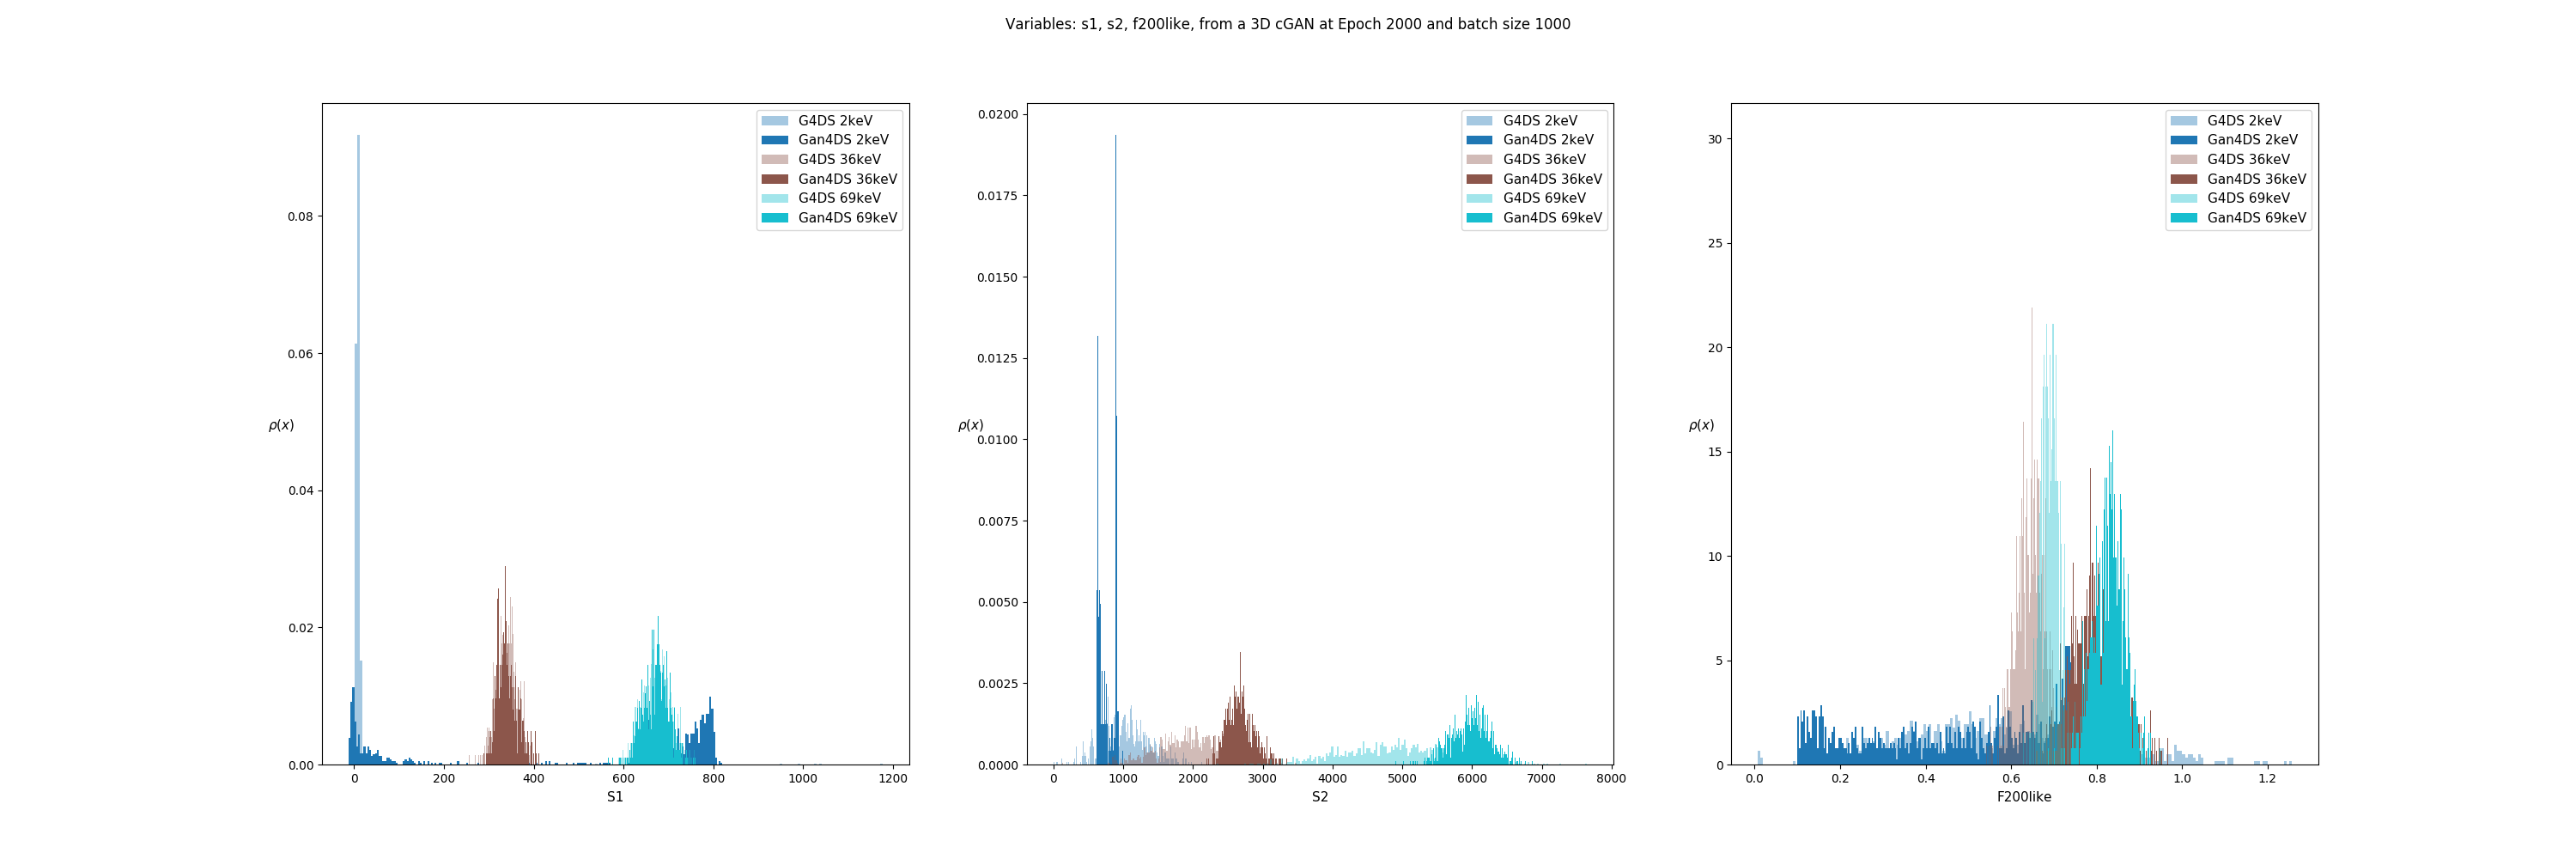 Variables: s1, s2, f200like, from a 3D cGAN at Epoch 2000 and batch size 1000
G4DS 2keV
Gan4DS 2keV
G4DS 36keV
Gan4DS 36keV
G4DS 69keV
Gan4DS 69keV
0.08
0.06
ρ(x)
0.04
0.02
0.00
0 200 400 600 800 1000 1200
S1
G4DS 2keV
Gan4DS 2keV
G4DS 36keV
Gan4DS 36keV
G4DS 69keV
Gan4DS 69keV
0.0200
0.0175
0.0150
0.0125
ρ(x)
0.0100
0.0075
0.0050
0.0025
0.0000
0 1000 2000 3000 4000 5000 6000 7000 8000
S2
G4DS 2keV
Gan4DS 2keV
G4DS 36keV
Gan4DS 36keV
G4DS 69keV
Gan4DS 69keV
30
25
20
ρ(x)
15
10
5
0
0.0 0.2 0.4 0.6 0.8 1.0 1.2
F200like